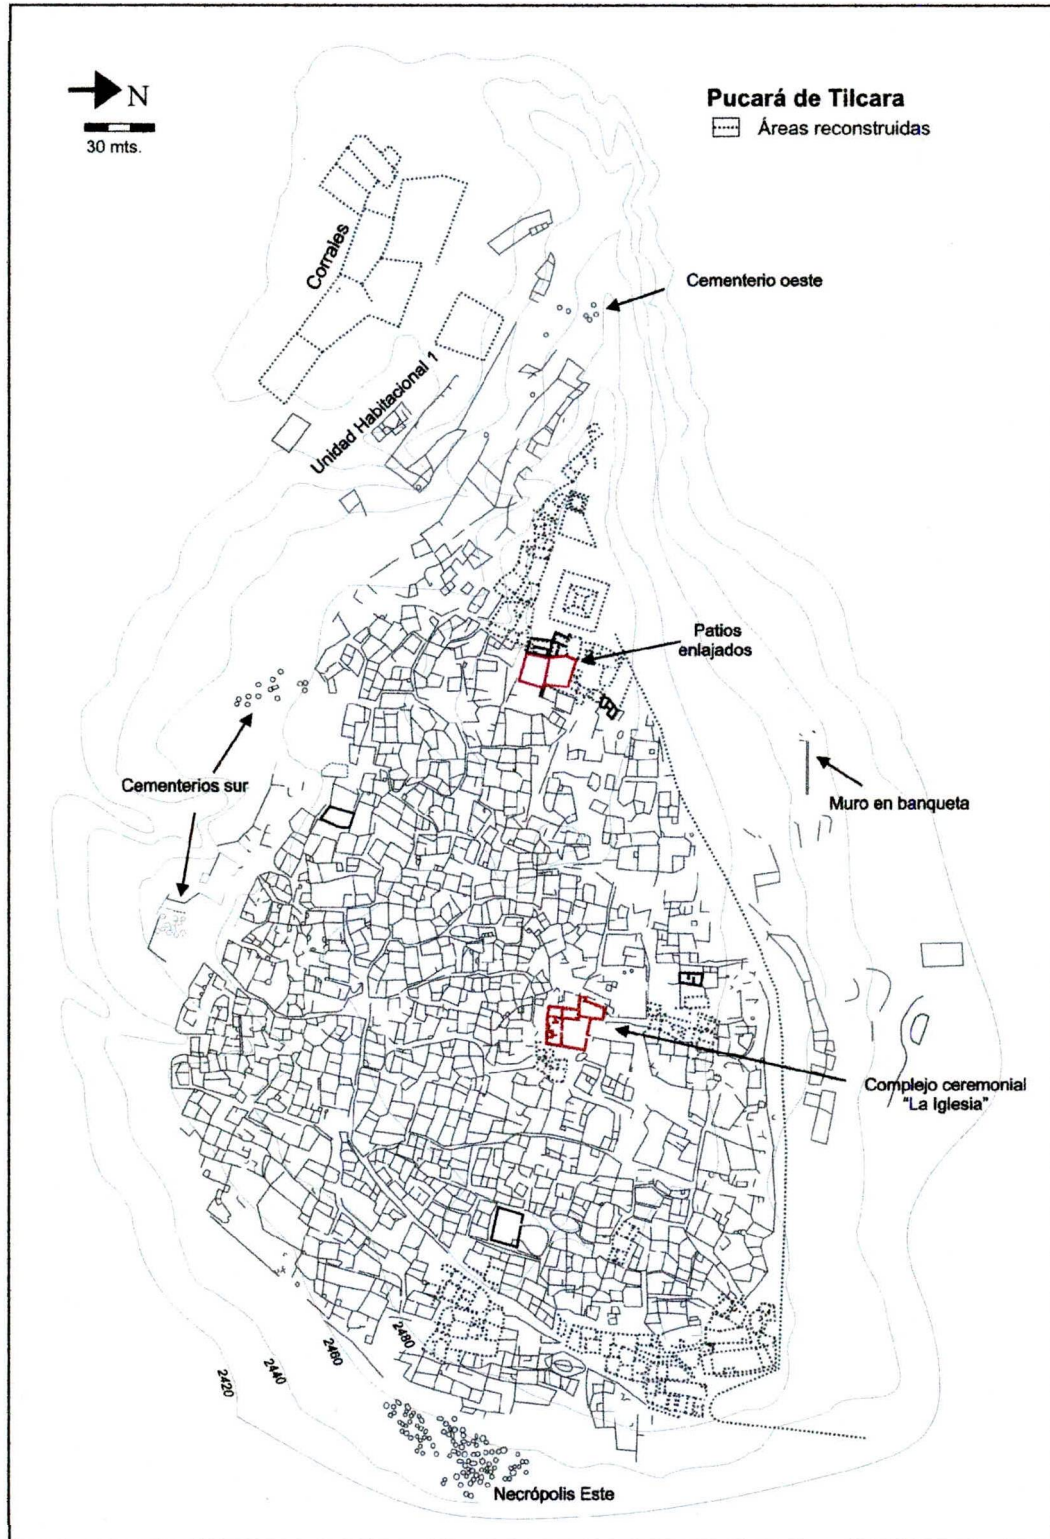 N
30 mts.
Pucará de Tilcara
Áreas reconstruidas
Corrales
Cementerio oeste
Unidad Habitacional 1
Patios
enlajados
Cementerios sur
Muro en banqueta
Complejo ceremonial
"La Iglesia"
2480
2460
2440
2420
Necrópolis Este